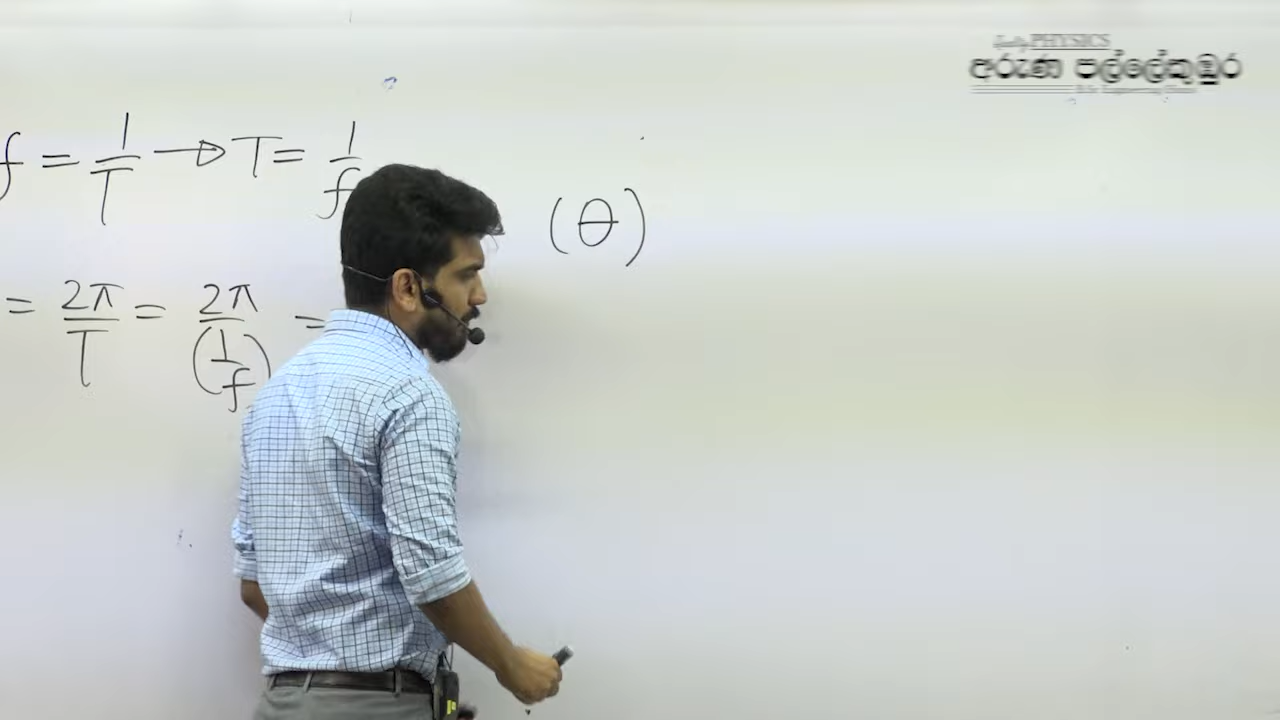 PHYSICS
අරුණ පල්ලේකුඹුර
f = 1/T → T = 1/f
(θ)
= 2π/T = 2π/(1/f) =